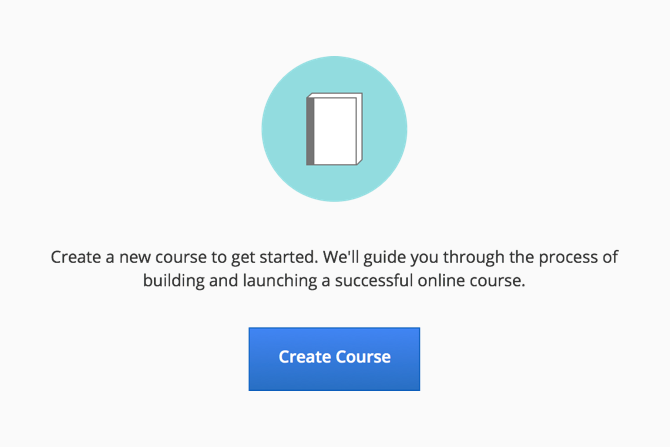 Create a new course to get started. We'll guide you through the process of
building and launching a successful online course.
Create Course